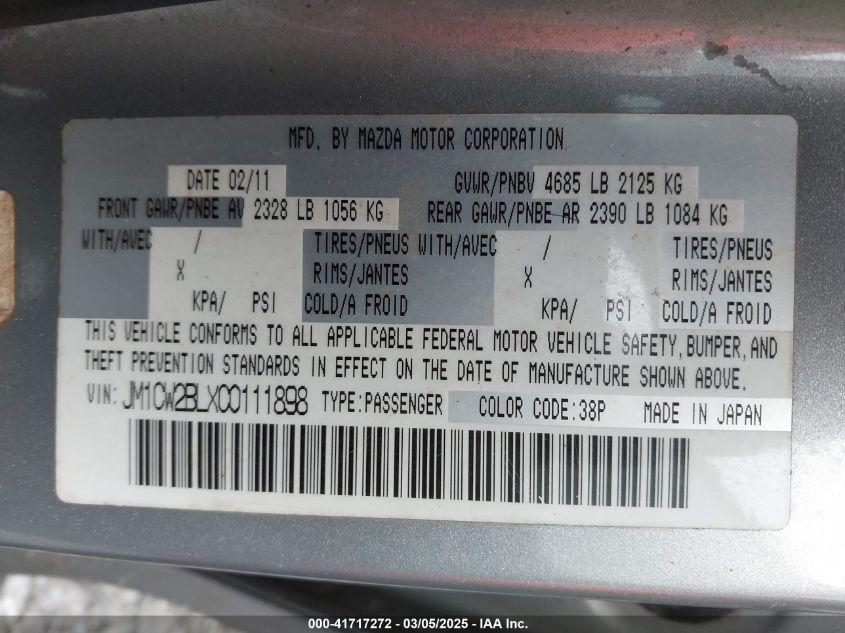 MFD. BY MAZDA MOTOR CORPORATION
DATE 02/11 GVWR/PNBV 4685 LB 2125 KG
FRONT GAWR/PNBE AV 2328 LB 1056 KG REAR GAWR/PNBE AR 2390 LB 1084 KG
WITH/AVEC / TIRES/PNEUS WITH/AVEC / TIRES/PNEUS
X RIMS/JANTES X RIMS/JANTES
KPA/ PSI COLD/A FROID KPA/ PSI COLD/A FROID
THIS VEHICLE CONFORMS TO ALL APPLICABLE FEDERAL MOTOR VEHICLE SAFETY, BUMPER, AND
THEFT PREVENTION STANDARDS IN EFFECT ON THE DATE OF MANUFACTURE SHOWN ABOVE.
VIN: JM1CW2BLXC0111898 TYPE:PASSENGER COLOR CODE:38P MADE IN JAPAN
IAA - 41717272 - 03/05/2025 - IAA Inc.